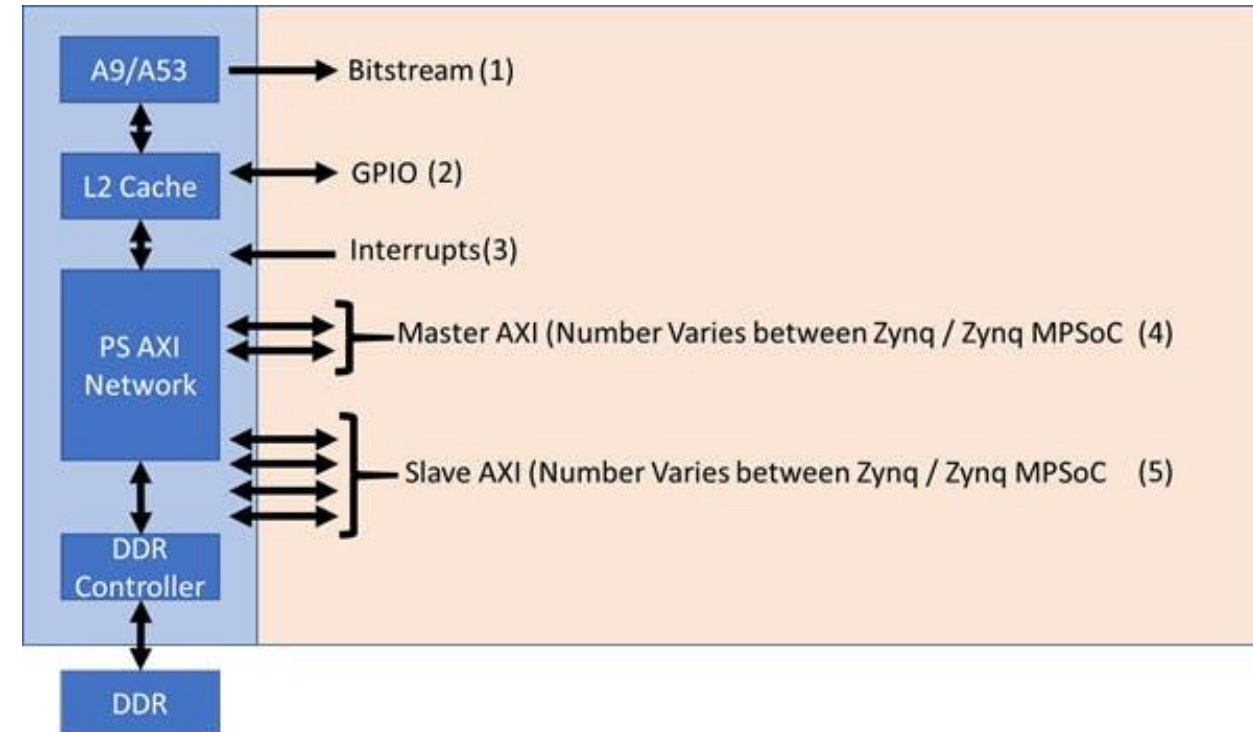 A9/A53
Bitstream (1)
L2 Cache
GPIO (2)
Interrupts(3)
PS AXI
Network
Master AXI (Number Varies between Zynq / Zynq MPSoC (4)
Slave AXI (Number Varies between Zynq / Zynq MPSoC (5)
DDR
Controller
DDR